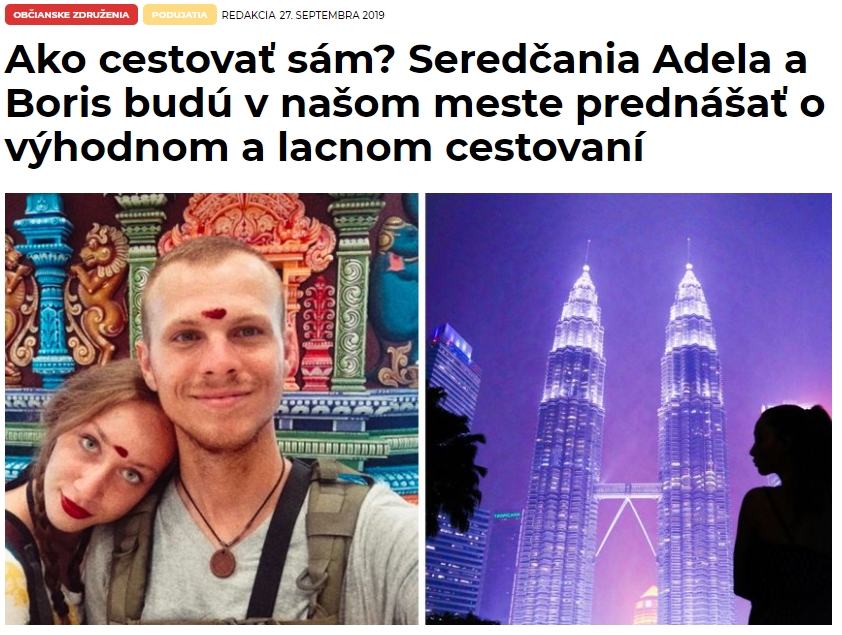 OBČIANSKE ZDRUŽENIA PODUJATIA REDAKCIA 27. SEPTEMBRA 2019
Ako cestovať sám? Seredčania Adela a
Boris budú v našom meste prednášať o
výhodnom a lacnom cestovaní
TROPICANA